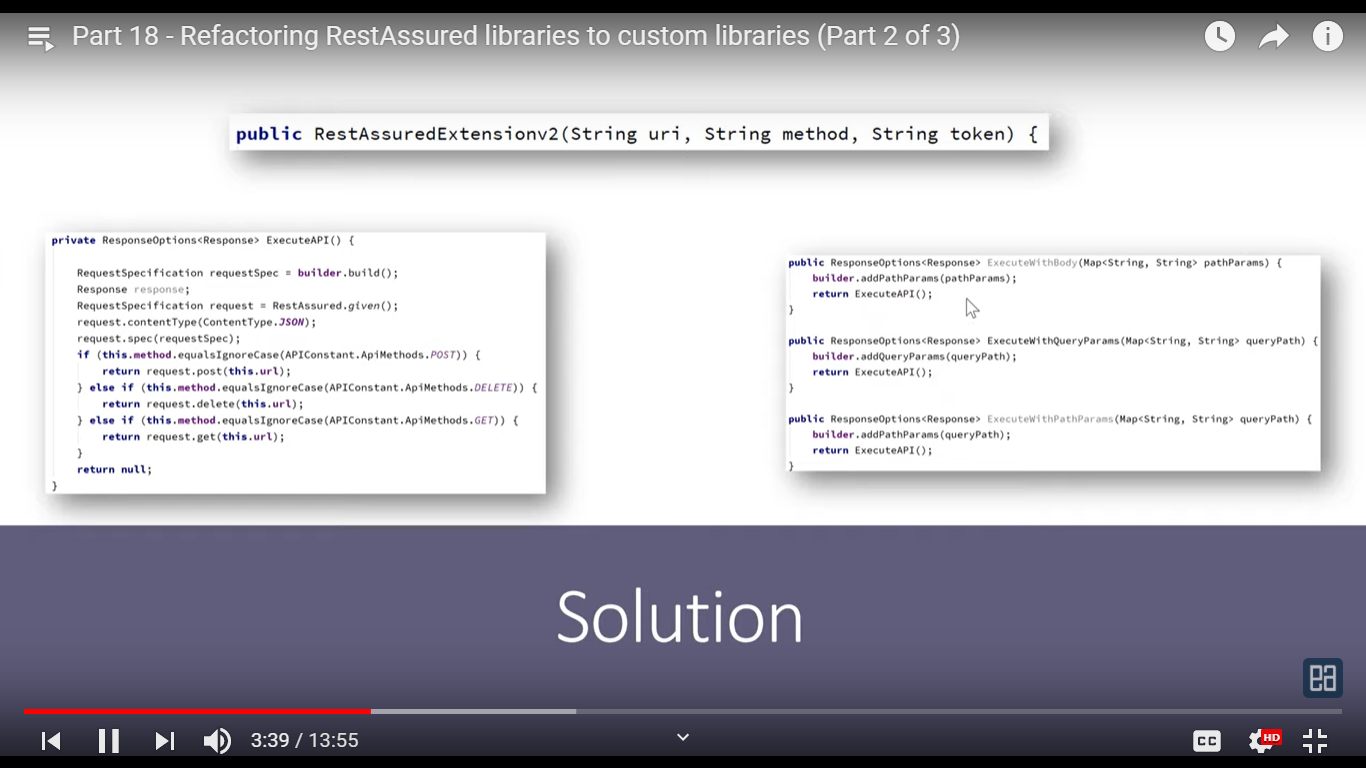 Part 18 - Refactoring RestAssured libraries to custom libraries (Part 2 of 3)
public RestAssuredExtensionv2(String uri, String method, String token) {
private ResponseOptions<Response> ExecuteAPI() {
RequestSpecification requestSpec = builder.build();
Response response;
RequestSpecification request = RestAssured.given();
request.contentType(ContentType.JSON);
request.spec(requestSpec);
if (this.method.equalsIgnoreCase(APIConstant.ApiMethods.POST)) {
return request.post(this.url);
} else if (this.method.equalsIgnoreCase(APIConstant.ApiMethods.DELETE)) {
return request.delete(this.url);
} else if (this.method.equalsIgnoreCase(APIConstant.ApiMethods.GET)) {
return request.get(this.url);
}
return null;
}
public ResponseOptions<Response> ExecuteWithBody(Map<String, String> pathParams) {
builder.addPathParams(pathParams);
return ExecuteAPI();
}
public ResponseOptions<Response> ExecuteWithQueryParams(Map<String, String> queryPath) {
builder.addQueryParams(queryPath);
return ExecuteAPI();
}
public ResponseOptions<Response> ExecuteWithPathParams(Map<String, String> queryPath) {
builder.addPathParams(queryPath);
return ExecuteAPI();
}
Solution
3:39 / 13:55
CC
HD